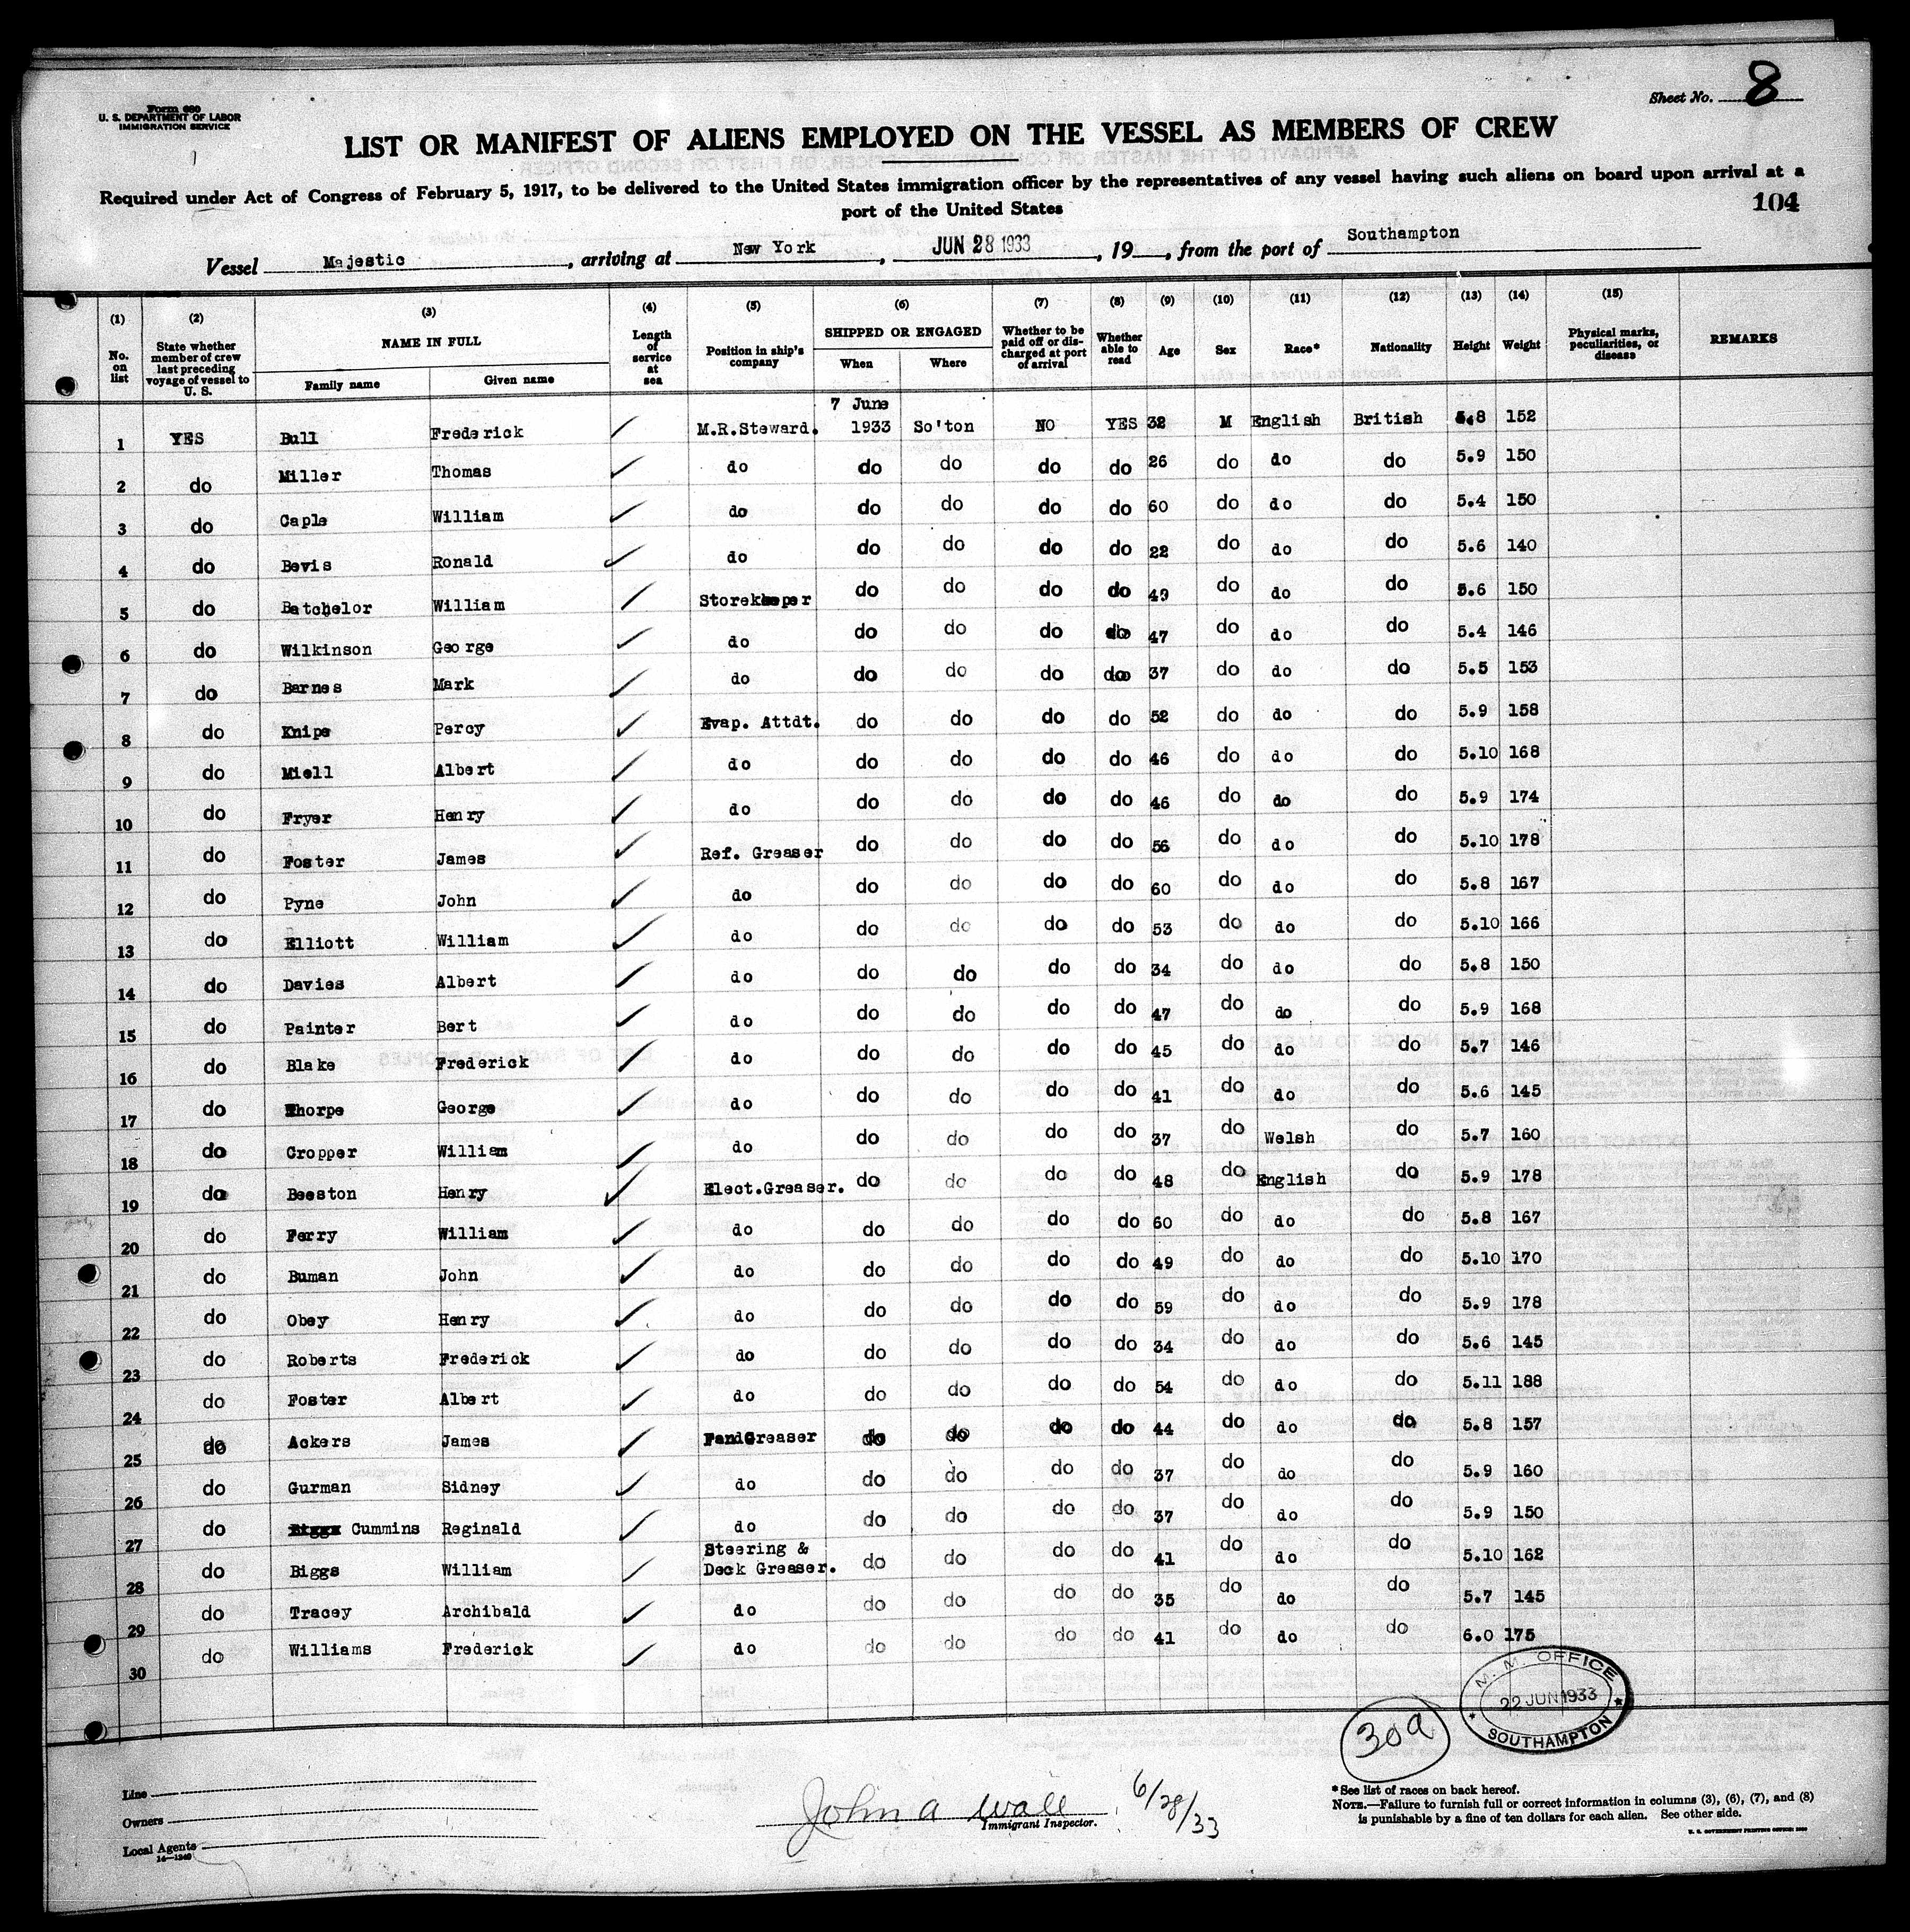 Form 680
U. S. DEPARTMENT OF LABOR
IMMIGRATION SERVICE
Sheet No. 8
LIST OR MANIFEST OF ALIENS EMPLOYED ON THE VESSEL AS MEMBERS OF CREW
Required under Act of Congress of February 5, 1917, to be delivered to the United States immigration officer by the representatives of any vessel having such aliens on board upon arrival at a
port of the United States
104
Vessel Majestic, arriving at New York, JUN 28 1933, 19, from the port of Southampton
(1) (2) (3) (4) (5) (6) (7) (8) (9) (10) (11) (12) (13) (14) (15)
No. on list State whether member of crew last preceding voyage of vessel to U. S. NAME IN FULL Family name Given name Length of service at sea Position in ship's company SHIPPED OR ENGAGED When Where Whether to be paid off or discharged at port of arrival Whether able to read Age Sex Race* Nationality Height Weight Physical marks, peculiarities, or disease REMARKS
7 June
1 YES Bull Frederick M.R.Steward. 1933 So'ton NO YES 32 M English British 5.8 152
2 do Miller Thomas do do do do do 26 do do do 5.9 150
3 do Caple William do do do do do 60 do do do 5.4 150
4 do Bevis Ronald do do do do do 22 do do do 5.6 140
5 do Batchelor William Storekeeper do do do do 49 do do do 5.6 150
6 do Wilkinson George do do do do do 47 do do do 5.4 146
7 do Barnes Mark do do do do do 37 do do do 5.5 153
8 do Knipe Percy Evap. Attdt. do do do do 52 do do do 5.9 158
9 do Miell Albert do do do do do 46 do do do 5.10 168
10 do Fryer Henry do do do do do 46 do do do 5.9 174
11 do Foster James Ref. Greaser do do do do 56 do do do 5.10 178
12 do Pyne John do do do do do 60 do do do 5.8 167
13 do Elliott William do do do do do 53 do do do 5.10 166
14 do Davies Albert do do do do do 34 do do do 5.8 150
15 do Painter Bert do do do do do 47 do do do 5.9 168
16 do Blake Frederick do do do do do 45 do do do 5.7 146
17 do Thorpe George do do do do do 41 do do do 5.6 145
18 do Cropper William do do do do do 37 do Welsh do 5.7 160
19 do Beeston Henry Elect.Greaser. do do do do 48 do English do 5.9 178
20 do Ferry William do do do do do 60 do do do 5.8 167
21 do Buman John do do do do do 49 do do do 5.10 170
22 do Obey Henry do do do do do 59 do do do 5.9 178
23 do Roberts Frederick do do do do do 34 do do do 5.6 145
24 do Foster Albert do do do do do 54 do do do 5.11 188
25 do Ackers James FandGreaser do do do do 44 do do do 5.8 157
26 do Gurman Sidney do do do do do 37 do do do 5.9 160
27 do Cummins Reginald do do do do do 37 do do do 5.9 150
Steering &
28 do Biggs William Deck Greaser. do do do do 41 do do do 5.10 162
29 do Tracey Archibald do do do do do 35 do do do 5.7 145
30 do Williams Frederick do do do do do 41 do do do 6.0 175
M. M. OFFICE
22 JUN 1933
SOUTHAMPTON
30a
Line
Owners
Local Agents
14—1240
John A Wall 6/28/33
Immigrant Inspector.
*See list of races on back hereof.
NOTE.—Failure to furnish full or correct information in columns (3), (6), (7), and (8)
is punishable by a fine of ten dollars for each alien. See other side.